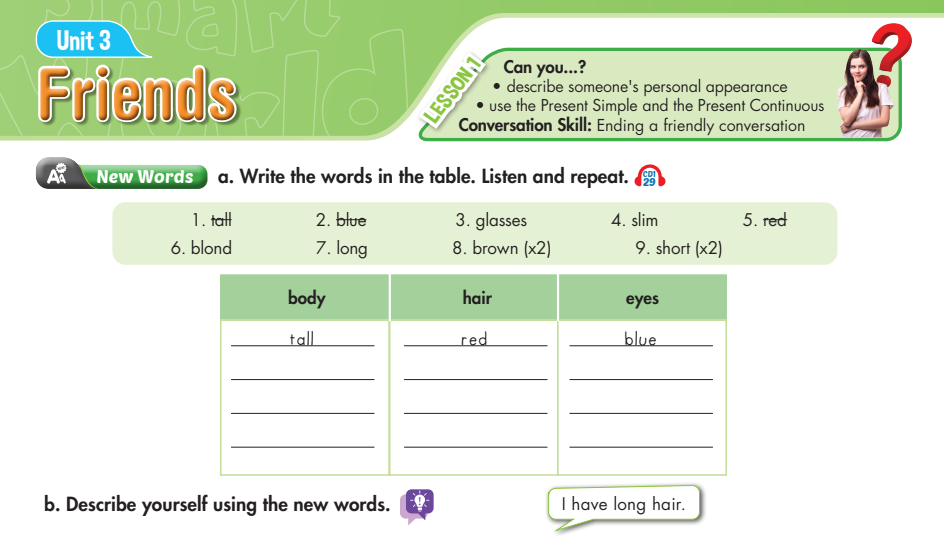 Smart
World
Unit 3
Friends
LESSON 1
Can you...?
• describe someone's personal appearance
• use the Present Simple and the Present Continuous
Conversation Skill: Ending a friendly conversation
?
New Words a. Write the words in the table. Listen and repeat. CD1 29
1. tall 2. blue 3. glasses 4. slim 5. red
6. blond 7. long 8. brown (x2) 9. short (x2)
body hair eyes
tall red blue
b. Describe yourself using the new words.
I have long hair.